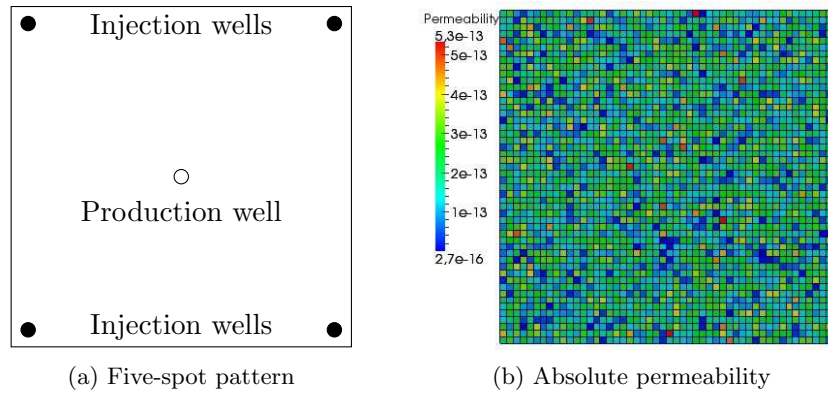 Injection wells
Production well
Injection wells
(a) Five-spot pattern
Permeability
5,3e-13
5e-13
4e-13
3e-13
2e-13
1e-13
2,7e-16
(b) Absolute permeability